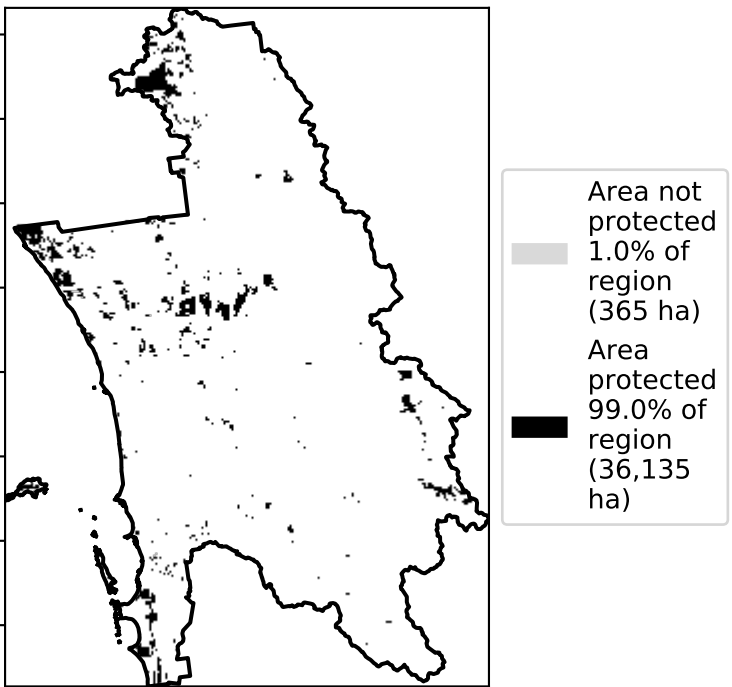 Area not
protected
1.0% of
region
(365 ha)
Area
protected
99.0% of
region
(36,135
ha)